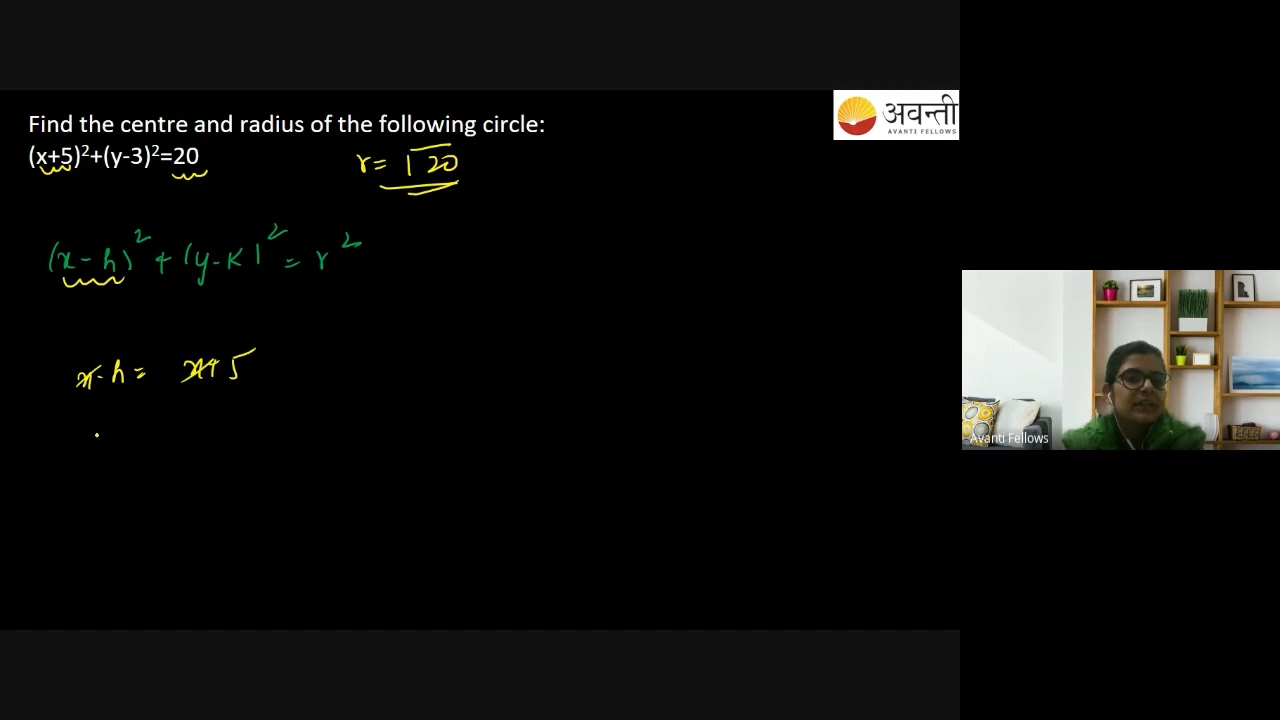 Find the centre and radius of the following circle:
(x+5)²+(y-3)²=20
r = √20
(x-h)² + (y-k)² = r²
x-h = x+5
अवन्ती
AVANTI FELLOWS
Avanti Fellows